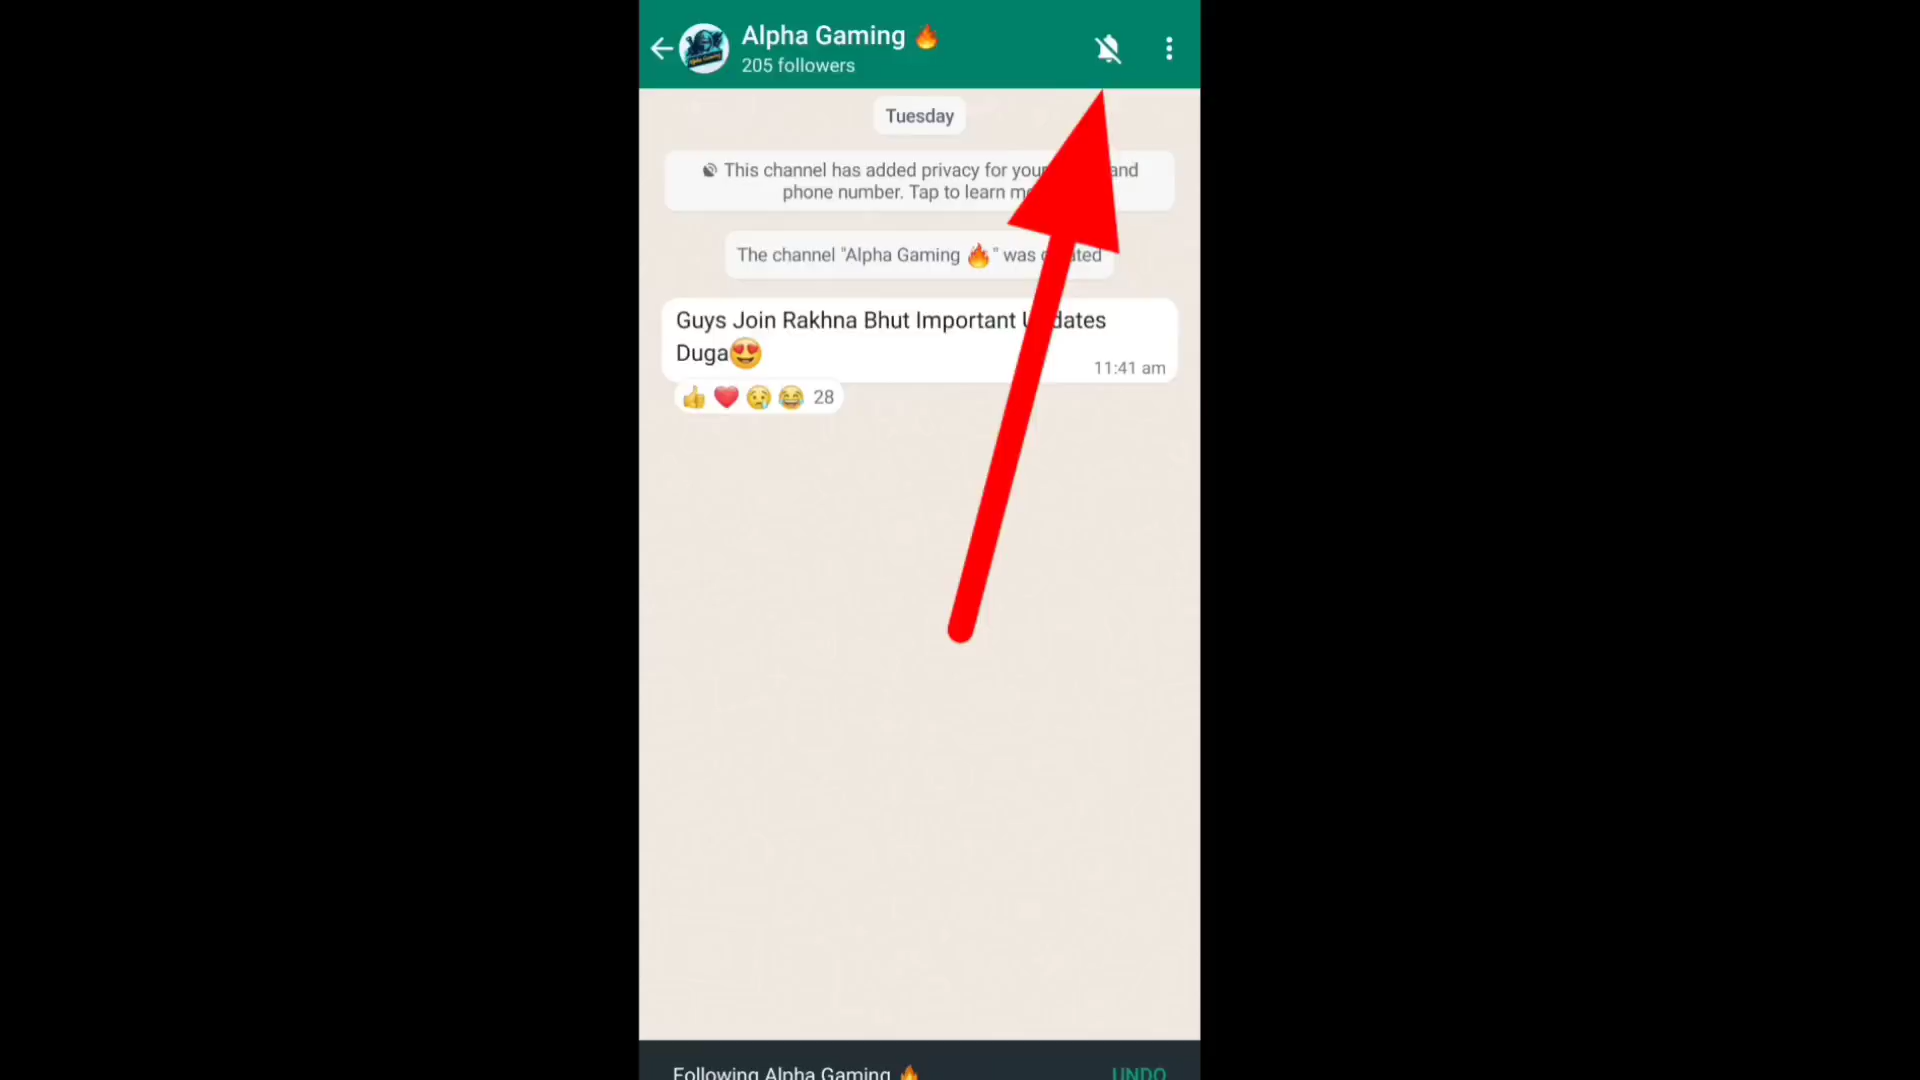 Alpha Gaming 🔥
205 followers
Tuesday
This channel has added privacy for your and
phone number. Tap to learn
The channel "Alpha Gaming 🔥" was
Guys Join Rakhna Bhut Important Updates
Duga😍
11:41 am
👍 ❤️ 😢 😂 28
Following Alpha Gaming 🔥 UNDO